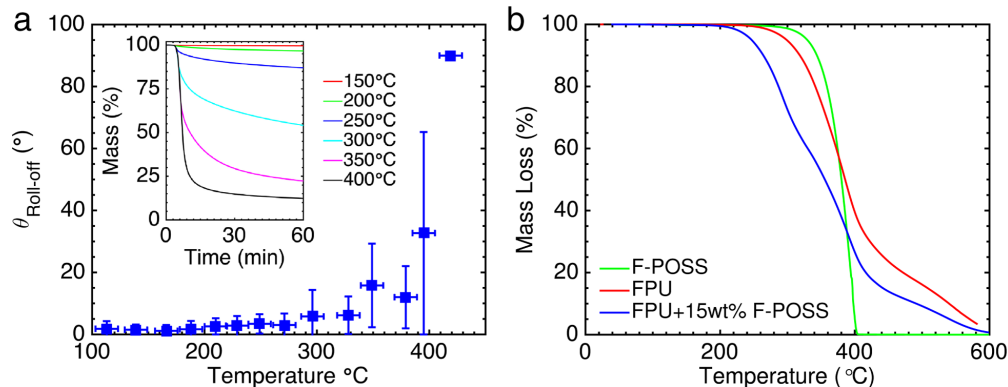 a
θRoll-off (°)
100
80
60
40
20
0
100
200
300
400
Temperature °C
Mass (%)
100
75
50
25
0
0
30
60
Time (min)
150°C
200°C
250°C
300°C
350°C
400°C
b
Mass Loss (%)
100
80
60
40
20
0
0
200
400
600
Temperature ( °C)
F-POSS
FPU
FPU+15wt% F-POSS